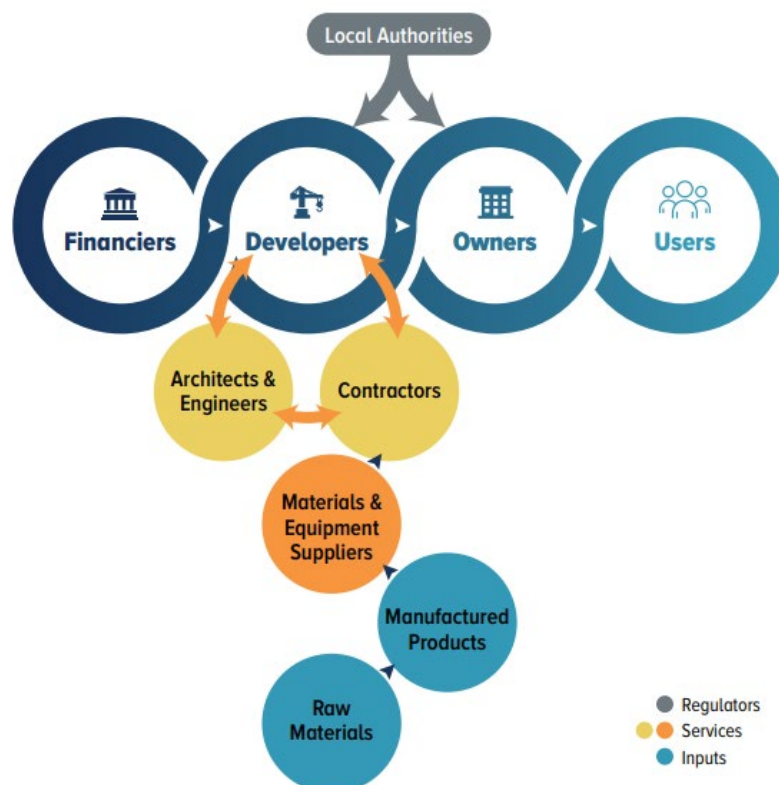 Local Authorities
Financiers
Developers
Owners
Users
Architects &
Engineers
Contractors
Materials &
Equipment
Suppliers
Manufactured
Products
Raw
Materials
Regulators
Services
Inputs